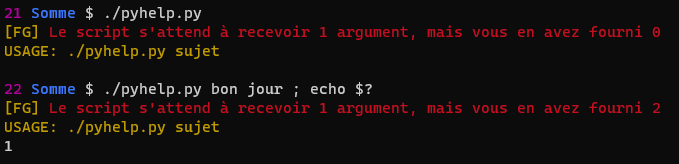 21 Somme $ ./pyhelp.py
[FG] Le script s'attend à recevoir 1 argument, mais vous en avez fourni 0
USAGE: ./pyhelp.py sujet
22 Somme $ ./pyhelp.py bon jour ; echo $?
[FG] Le script s'attend à recevoir 1 argument, mais vous en avez fourni 2
USAGE: ./pyhelp.py sujet
1